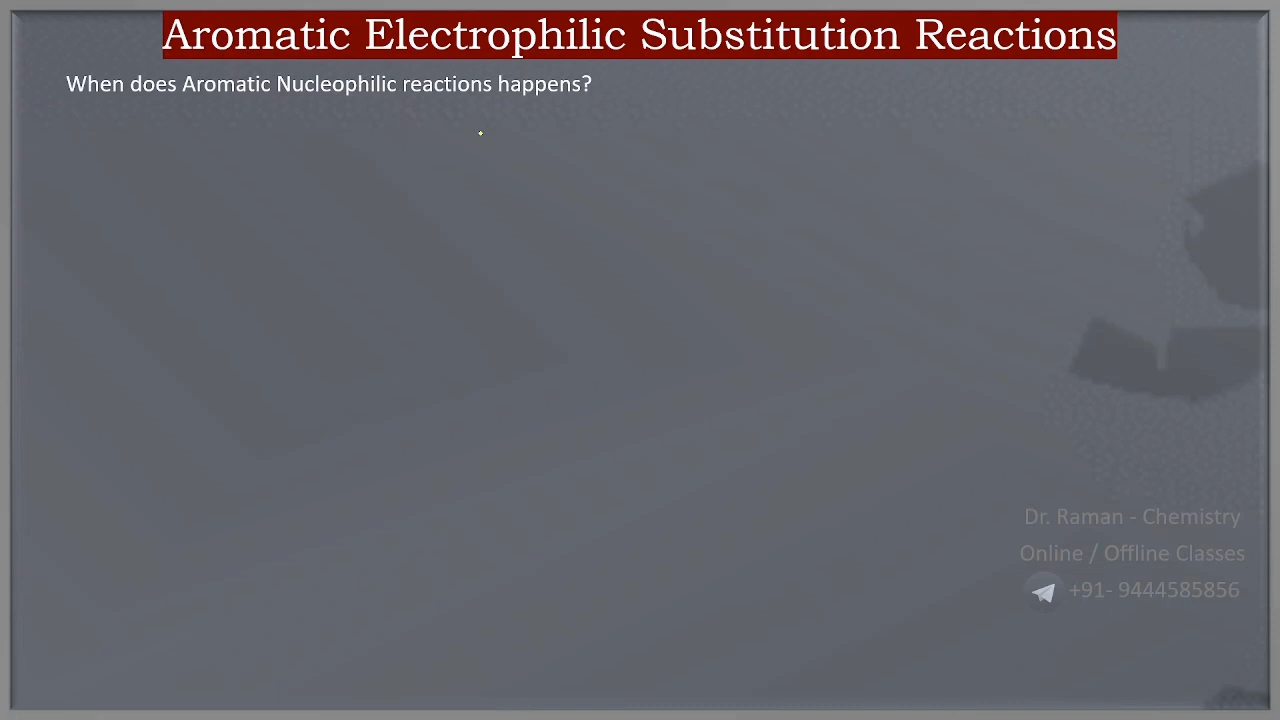 Aromatic Electrophilic Substitution Reactions
When does Aromatic Nucleophilic reactions happens?
Dr. Raman - Chemistry
Online / Offline Classes
+91- 9444585856